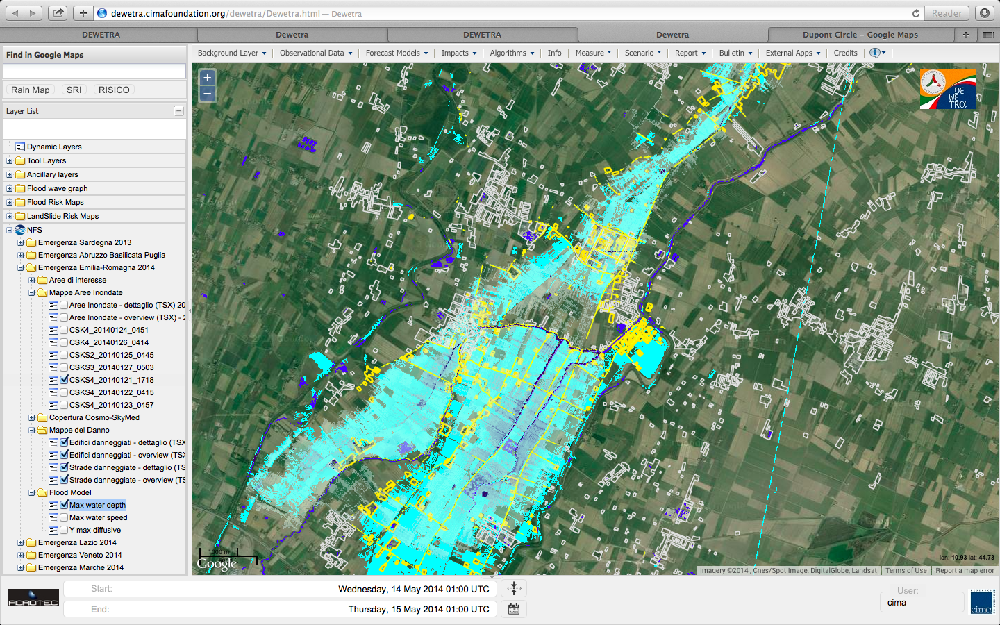 dewetra.cimafoundation.org/dewetra/Dewetra.html — Dewetra
Reader
DEWETRA
Dewetra
DEWETRA
Dewetra
Dupont Circle – Google Maps
Find in Google Maps
Rain Map
SRI
RISICO
Layer List
Dynamic Layers
Tool Layers
Ancillary layers
Flood wave graph
Flood Risk Maps
LandSlide Risk Maps
NFS
Emergenza Sardegna 2013
Emergenza Abruzzo Basilicata Puglia
Emergenza Emilia-Romagna 2014
Aree di interesse
Mappe Aree Inondate
Aree Inondate - dettaglio (TSX) 20
Aree Inondate - overview (TSX) - 2
CSK4_20140124_0451
CSK4_20140126_0414
CSKS2_20140125_0445
CSKS3_20140127_0503
CSKS4_20140121_1718
CSKS4_20140122_0415
CSKS4_20140123_0457
Copertura Cosmo-SkyMed
Mappe del Danno
Edifici danneggiati - dettaglio (TSX
Edifici danneggiati - overview (TSX
Strade danneggiate - dettaglio (TS
Strade danneggiate - overview (TS
Flood Model
Max water depth
Max water speed
Y max diffusive
Emergenza Lazio 2014
Emergenza Veneto 2014
Emergenza Marche 2014
Background Layer
Observational Data
Forecast Models
Impacts
Algorithms
Info
Measure
Scenario
Report
Bulletin
External Apps
Credits
DE
WE
TRα
1000 m
Google
lon: 10.93 lat: 44.73
Imagery ©2014 , Cnes/Spot Image, DigitalGlobe, Landsat
Terms of Use
Report a map error
ACROTEC
Start:
Wednesday, 14 May 2014 01:00 UTC
End:
Thursday, 15 May 2014 01:00 UTC
User:
cima
cima